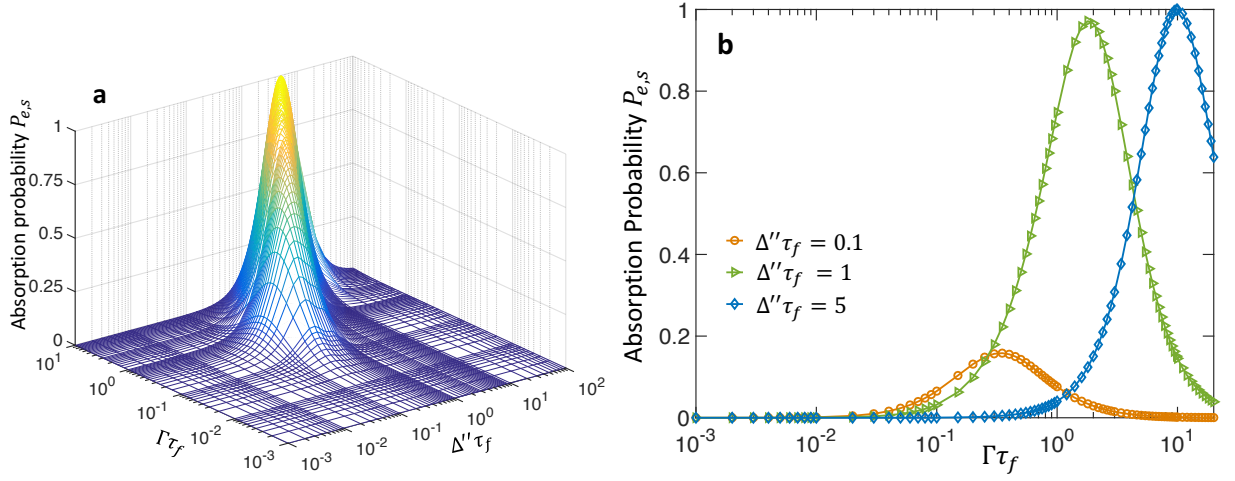 a
Absorption probability P_{e,s}
1
0.75
0.5
0.25
0
10^1
10^0
10^{-1}
10^{-2}
10^{-3}
Γτ_f
10^{-3}
10^{-2}
10^{-1}
10^0
10^1
10^2
Δ''τ_f
b
Absorption Probability P_{e,s}
1
0.8
0.6
0.4
0.2
0
Δ''τ_f = 0.1
Δ''τ_f = 1
Δ''τ_f = 5
10^{-3}
10^{-2}
10^{-1}
10^0
10^1
Γτ_f